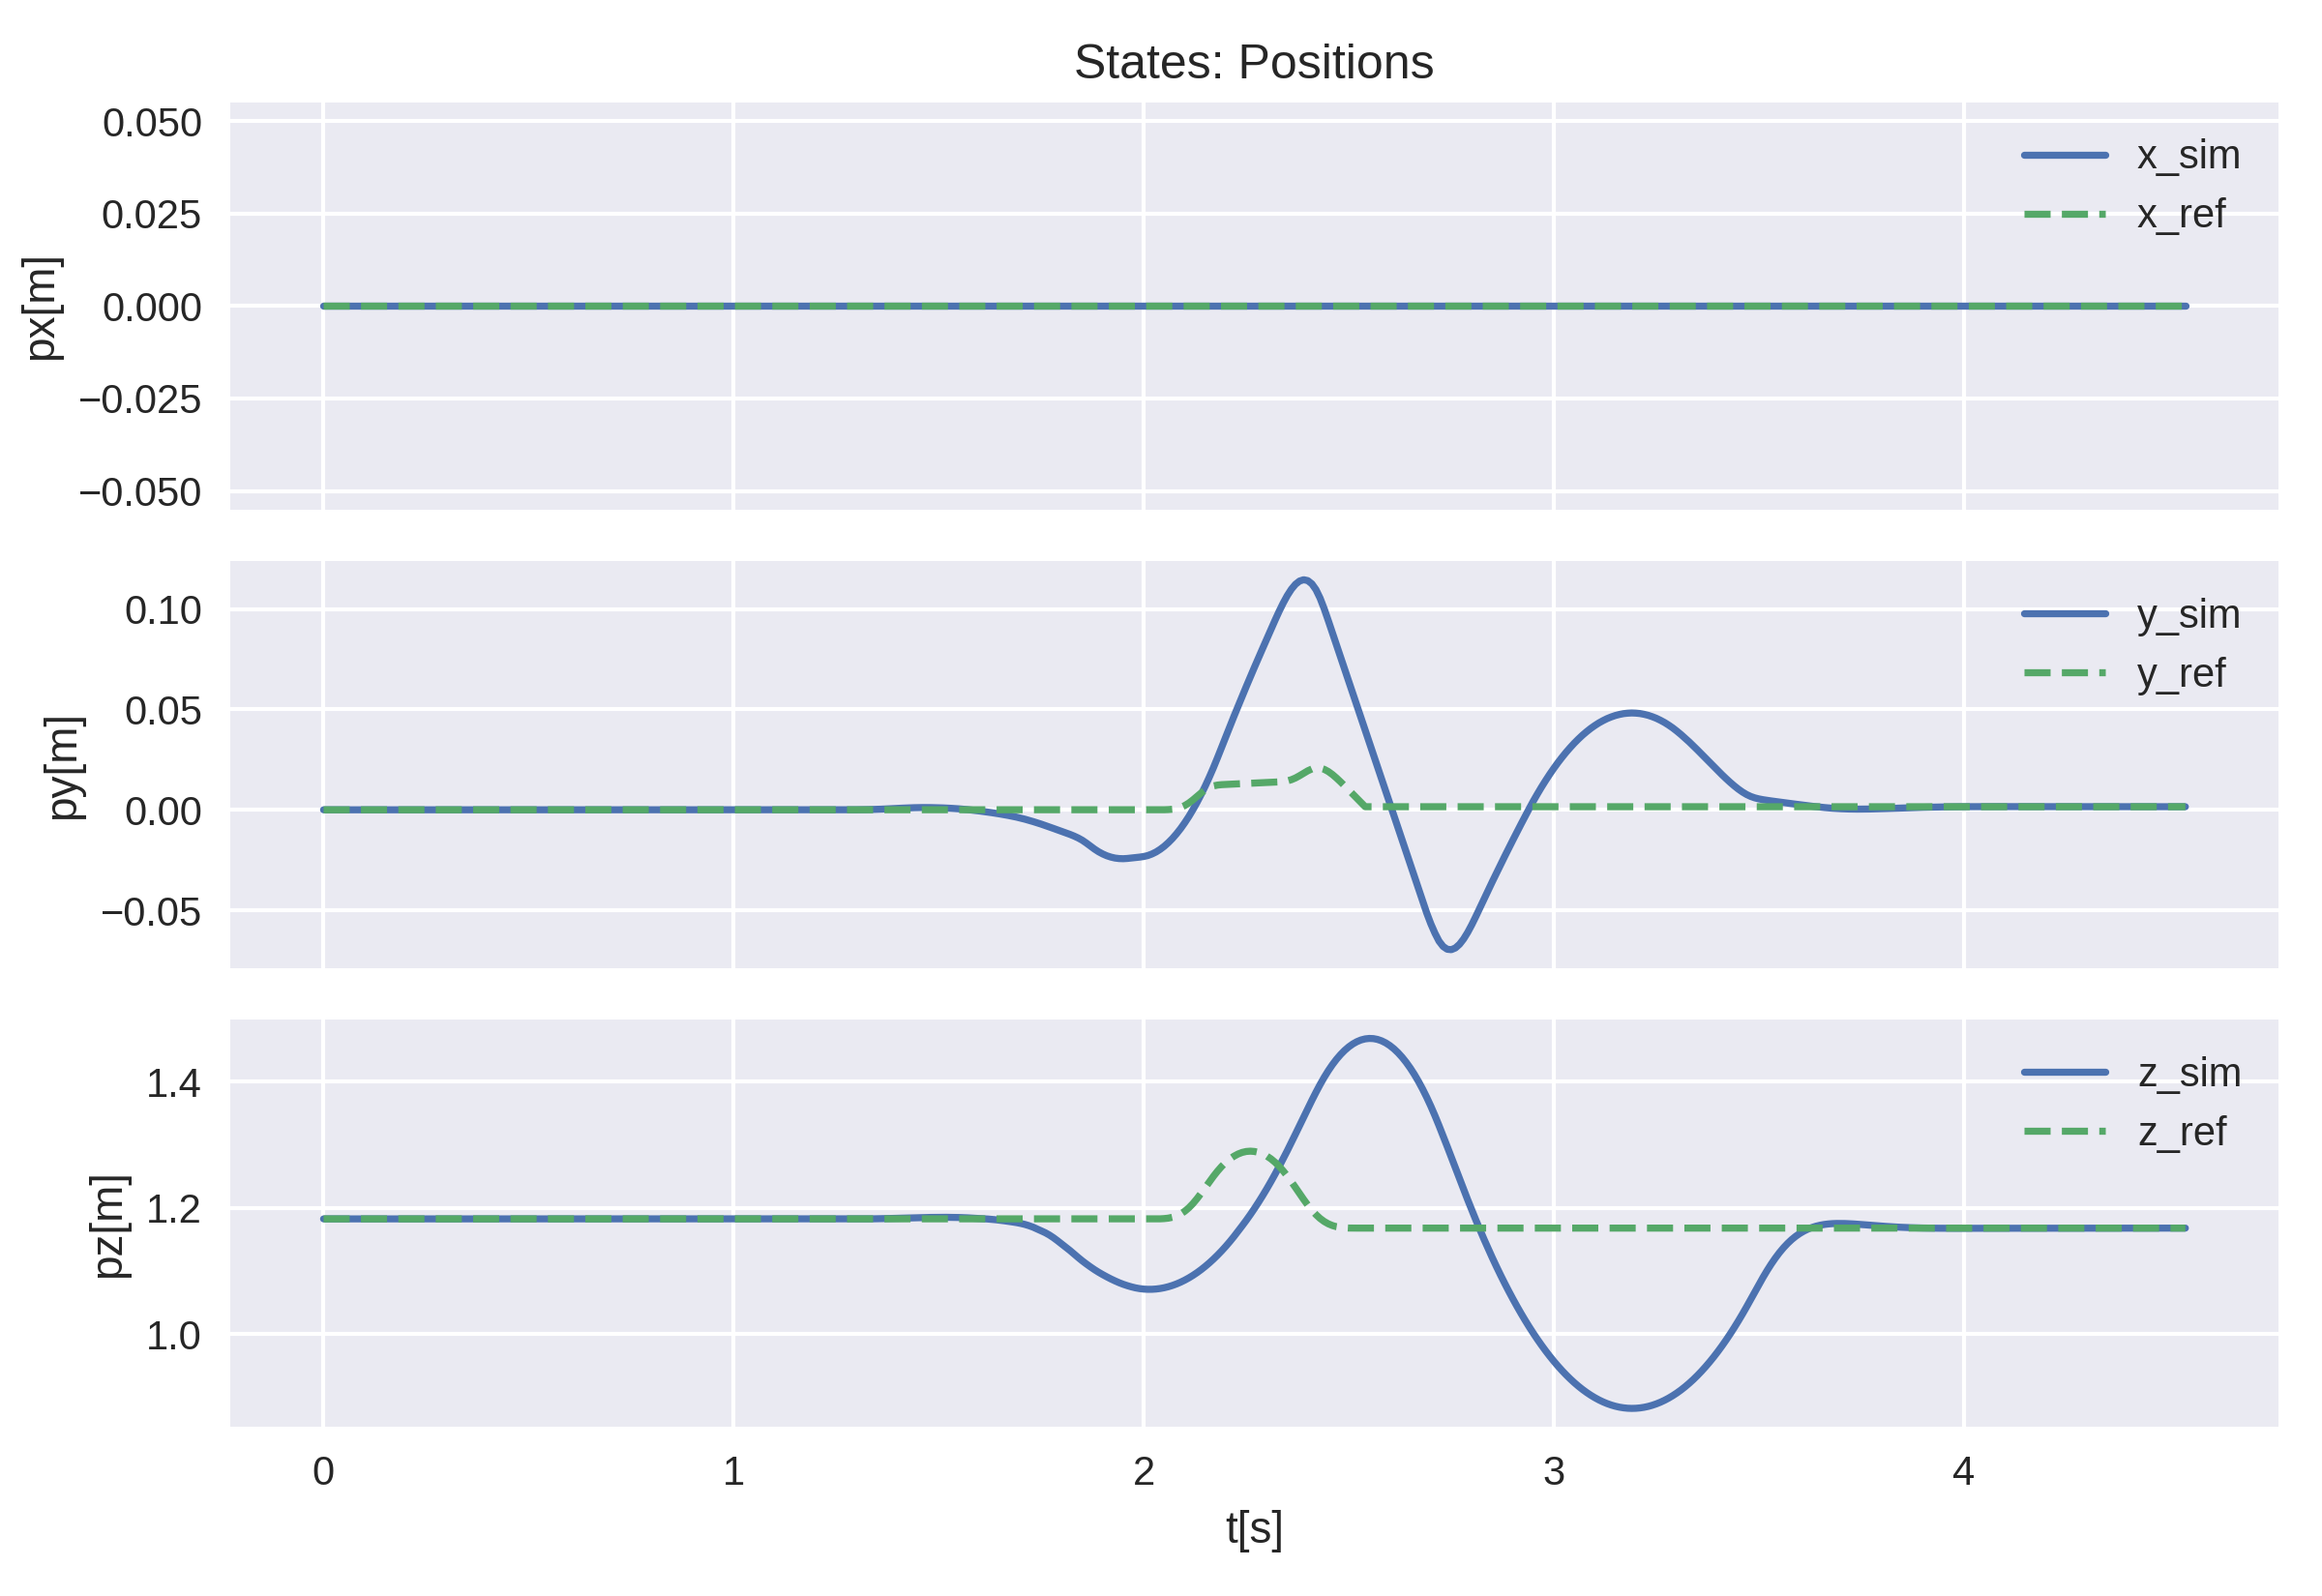 States: Positions
0.050
0.025
0.000
−0.025
−0.050
px[m]
x_sim
x_ref
0.10
0.05
0.00
−0.05
py[m]
y_sim
y_ref
1.4
1.2
1.0
pz[m]
z_sim
z_ref
0 1 2 3 4
t[s]